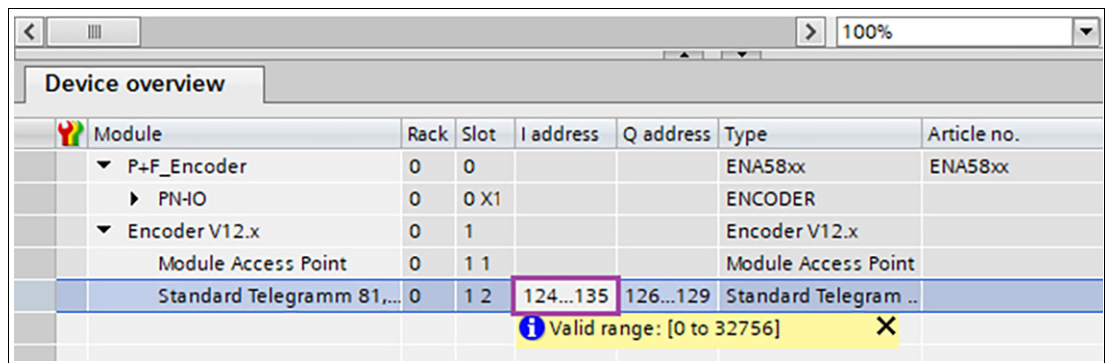 100%
Device overview
Module Rack Slot I address Q address Type Article no.
P+F_Encoder 0 0 ENA58xx ENA58xx
PN-IO 0 0 X1 ENCODER
Encoder V12.x 0 1 Encoder V12.x
Module Access Point 0 1 1 Module Access Point
Standard Telegramm 81,... 0 1 2 124...135 126...129 Standard Telegram ..
Valid range: [0 to 32756]